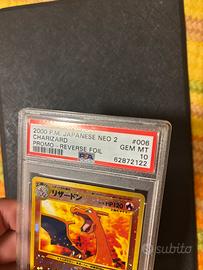 2000 P.M. JAPANESE NEO 2 #006
CHARIZARD GEM MT
PROMO-REVERSE FOIL 10
PSA 62872122
リザードン HP120
Subito.it